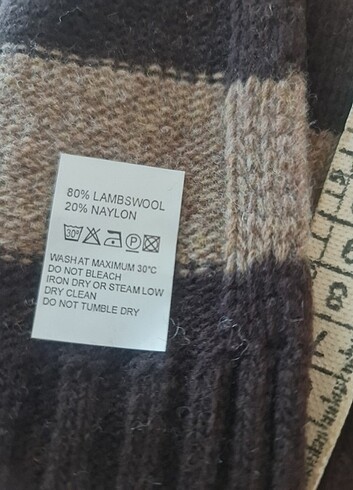 80% LAMBSWOOL
20% NAYLON
30°
P
WASH AT MAXIMUM 30°C
DO NOT BLEACH
IRON DRY OR STEAM LOW
DRY CLEAN
DO NOT TUMBLE DRY